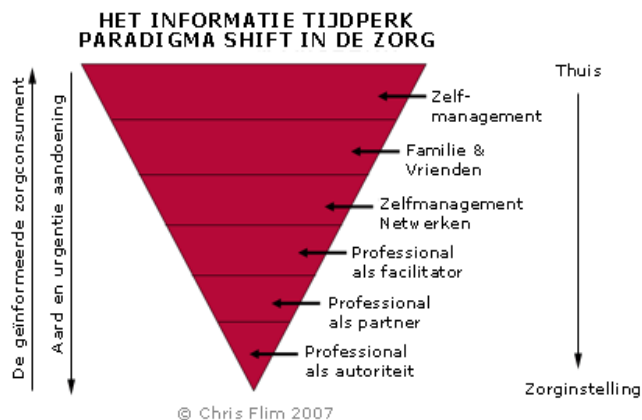 HET INFORMATIE TIJDPERK
PARADIGMA SHIFT IN DE ZORG
De geïnformeerde zorgconsument
Aard en urgentie aandoening
Thuis
Zelf-
management
Familie &
Vrienden
Zelfmanagement
Netwerken
Professional
als facilitator
Professional
als partner
Professional
als autoriteit
Zorginstelling
© Chris Flim 2007